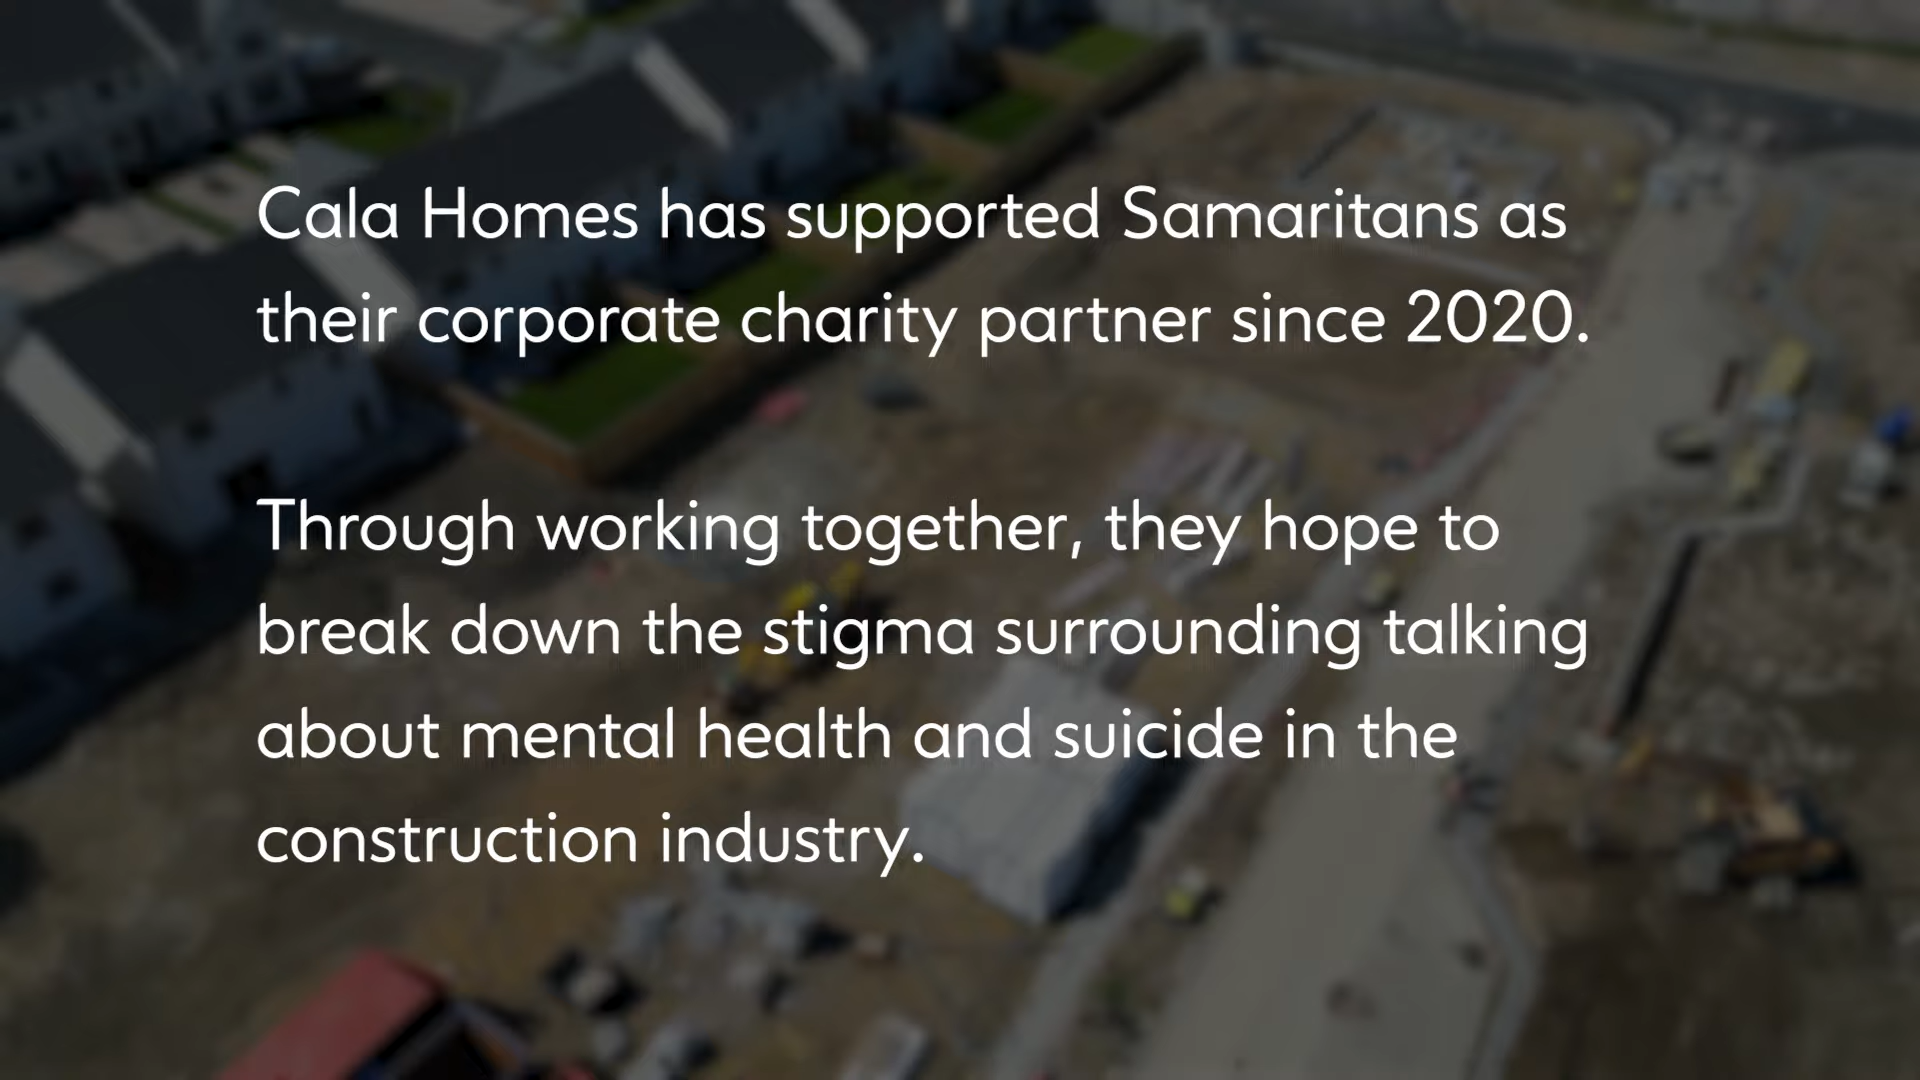 Cala Homes has supported Samaritans as
their corporate charity partner since 2020.
Through working together, they hope to
break down the stigma surrounding talking
about mental health and suicide in the
construction industry.